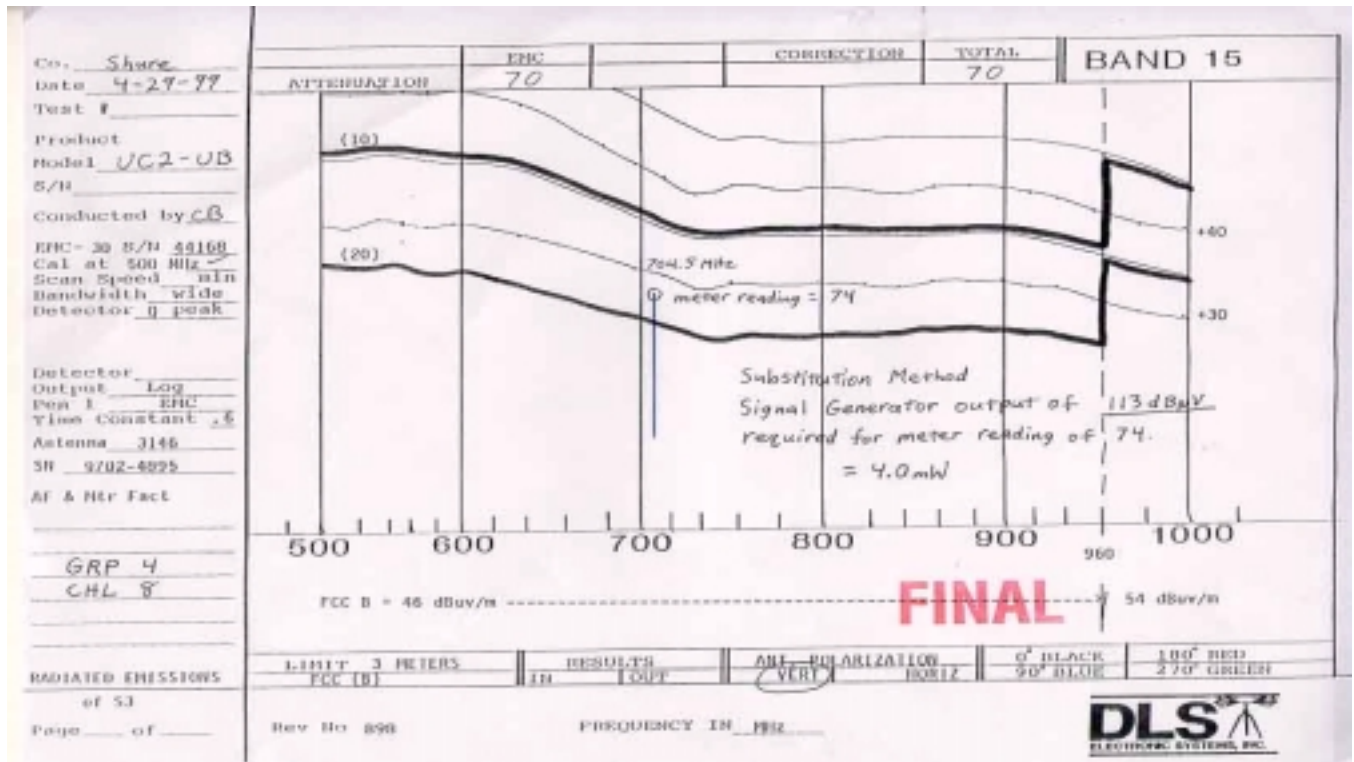 Co. Shure
Date 4-29-99
Test #
Product
Model UC2-UB
S/N
Conducted by CB
EMC- 30 S/N 44168
Cal at 500 MHz
Scan Speed min
Bandwidth wide
Detector q peak
Detector
Output Log
Pen 1 EMC
Time Constant .6
Antenna 3146
SN 9702-4895
AF & Mtr Fact
GRP 4
CHL 8
RADIATED EMISSIONS
of 53
Page of
ATTENUATION
EMC
70
CORRECTION
TOTAL
70
BAND 15
(10)
(20)
+40
+30
704.5 MHz
meter reading = 74
Substitution Method
Signal Generator output of 113 dBµV
required for meter reading of 74.
= 4.0mW
500 600 700 800 900 960 1000
FCC B = 46 dBuv/m 54 dBuv/m
FINAL
LIMIT 3 METERS
FCC (B)
RESULTS
IN OUT
ANT. POLARIZATION
VERT HORIZ
0° BLACK
90° BLUE
180° RED
270° GREEN
Rev No 898
FREQUENCY IN MHz
DLS
ELECTRONIC SYSTEMS, INC.